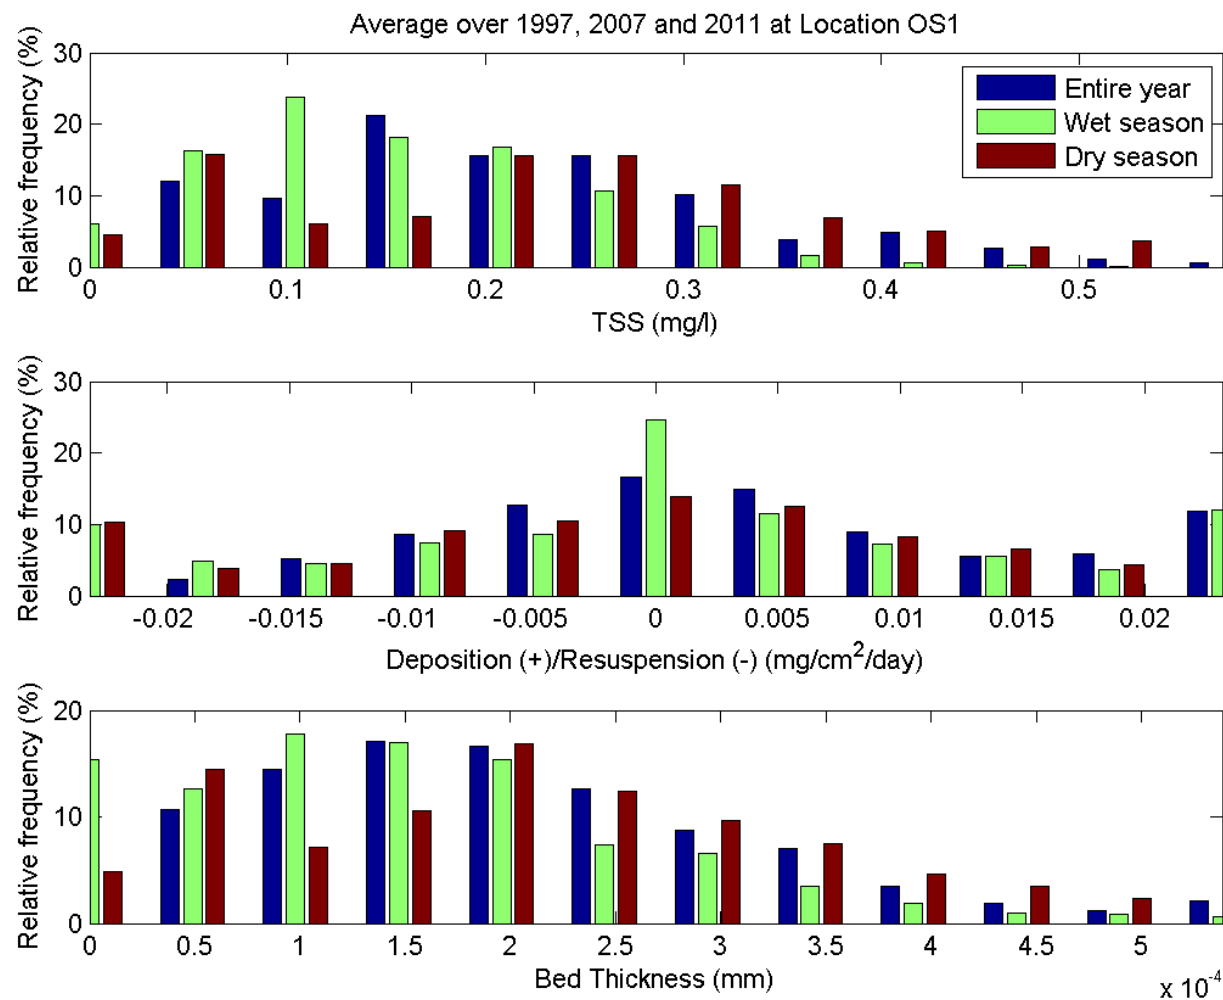 Average over 1997, 2007 and 2011 at Location OS1
Relative frequency (%)
30
20
10
0
Entire year
Wet season
Dry season
0 0.1 0.2 0.3 0.4 0.5
TSS (mg/l)
Relative frequency (%)
30
20
10
0
-0.02 -0.015 -0.01 -0.005 0 0.005 0.01 0.015 0.02
Deposition (+)/Resuspension (-) (mg/cm²/day)
Relative frequency (%)
20
10
0
0 0.5 1 1.5 2 2.5 3 3.5 4 4.5 5
Bed Thickness (mm)
x 10⁻⁴